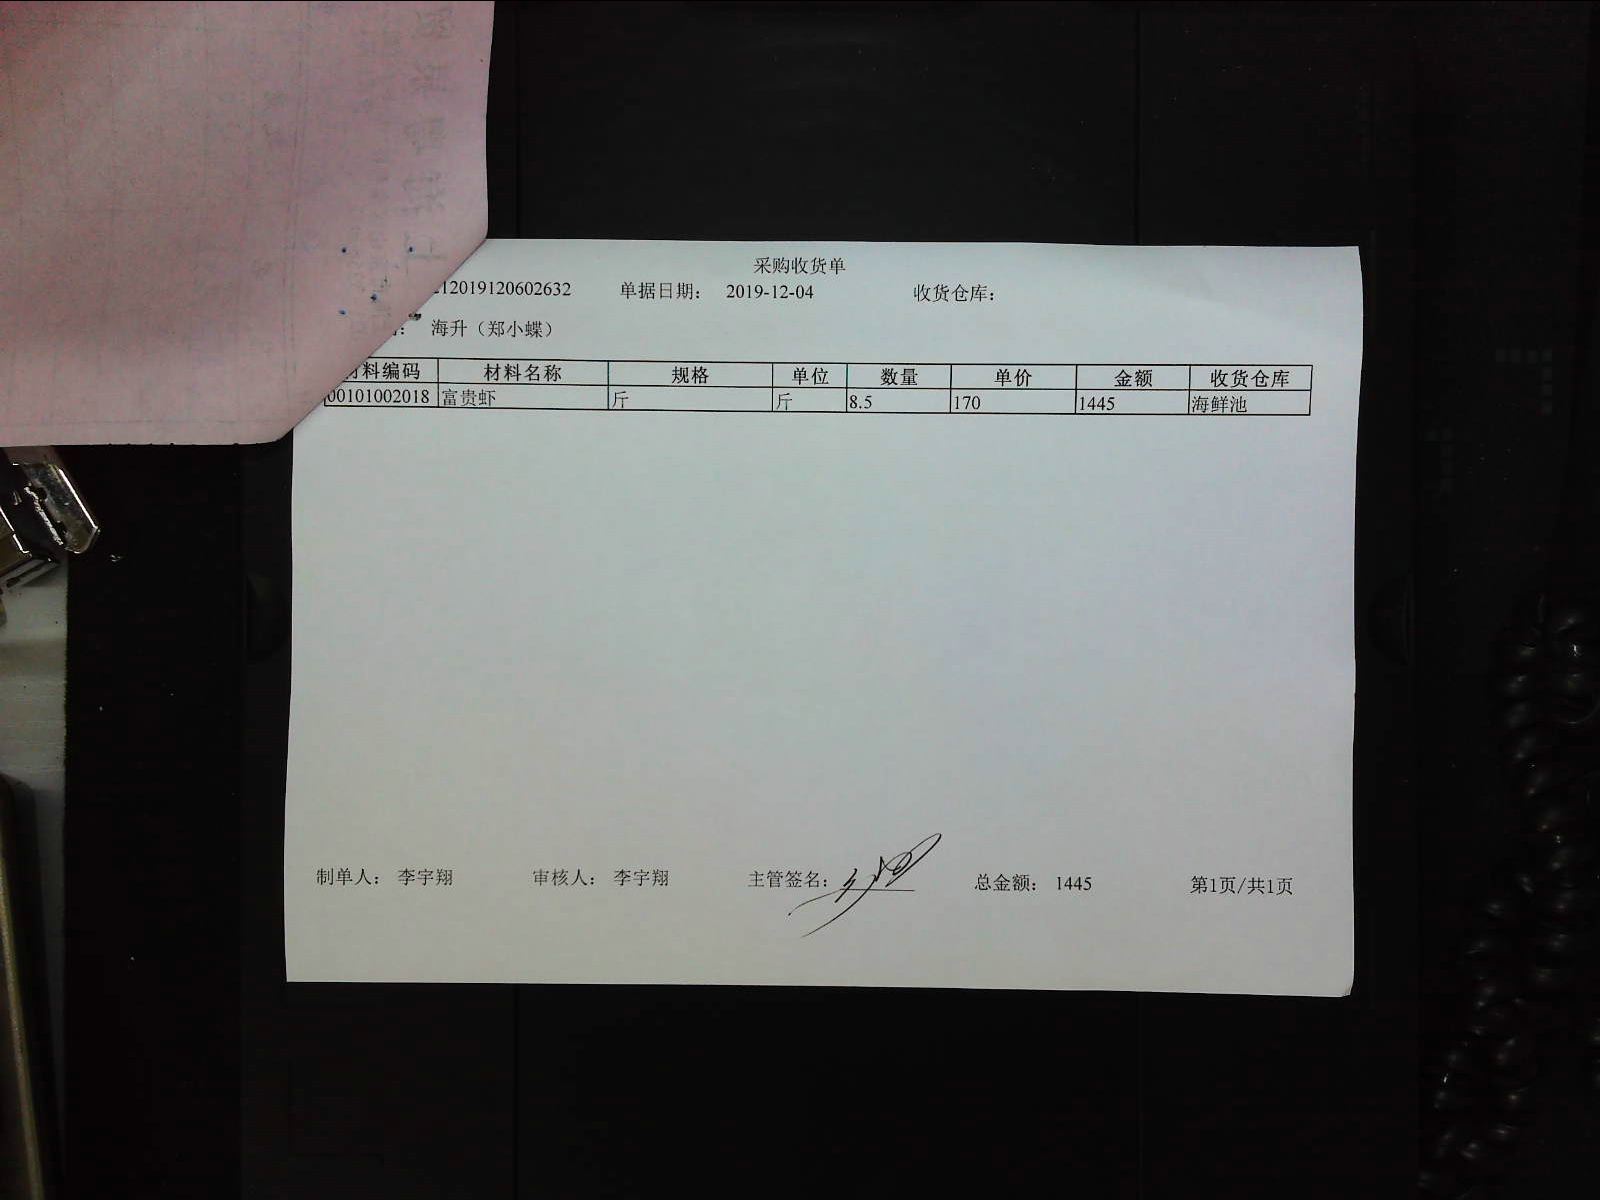 采购收货单
12019120602632 单据日期： 2019-12-04 收货仓库：
： 海升（郑小蝶）
材料编码 材料名称 规格 单位 数量 单价 金额 收货仓库
00101002018 富贵虾 斤 斤 8.5 170 1445 海鲜池
制单人： 李宇翔 审核人： 李宇翔 主管签名： 总金额： 1445 第1页/共1页